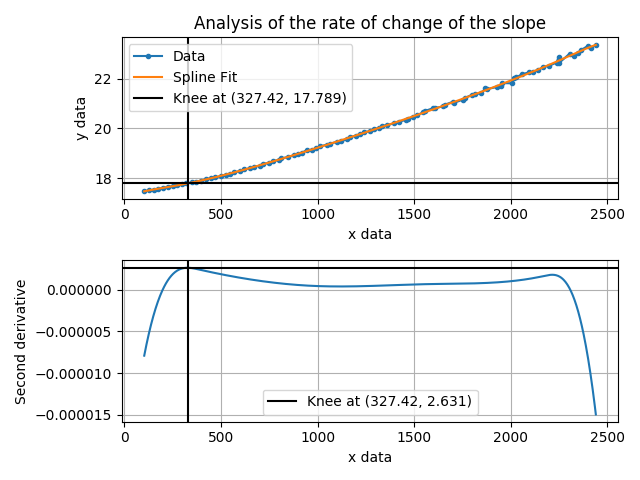 Analysis of the rate of change of the slope
Data
Spline Fit
Knee at (327.42, 17.789)
y data
22
20
18
0 500 1000 1500 2000 2500
x data
Second derivative
0.000000
−0.000005
−0.000010
−0.000015
Knee at (327.42, 2.631)
0 500 1000 1500 2000 2500
x data